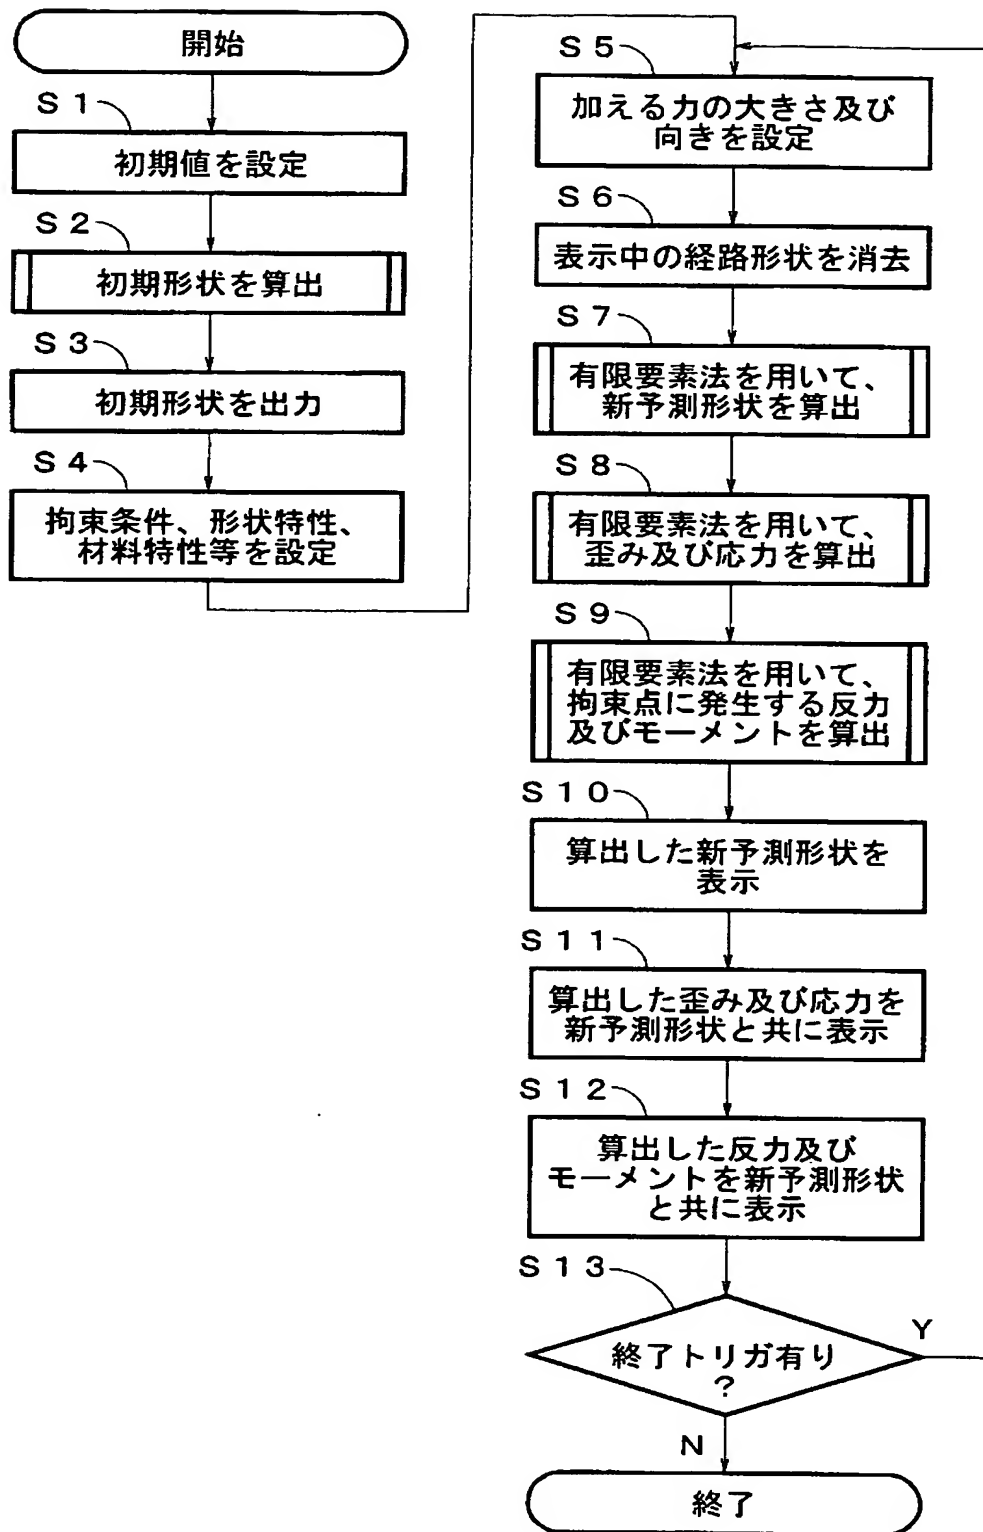 開始
S1
初期値を設定
S2
初期形状を算出
S3
初期形状を出力
S4
拘束条件、形状特性、
材料特性等を設定
S5
加える力の大きさ及び
向きを設定
S6
表示中の経路形状を消去
S7
有限要素法を用いて、
新予測形状を算出
S8
有限要素法を用いて、
歪み及び応力を算出
S9
有限要素法を用いて、
拘束点に発生する反力
及びモーメントを算出
S10
算出した新予測形状を
表示
S11
算出した歪み及び応力を
新予測形状と共に表示
S12
算出した反力及び
モーメントを新予測形状
と共に表示
S13
終了トリガ有り
?
Y
N
終了